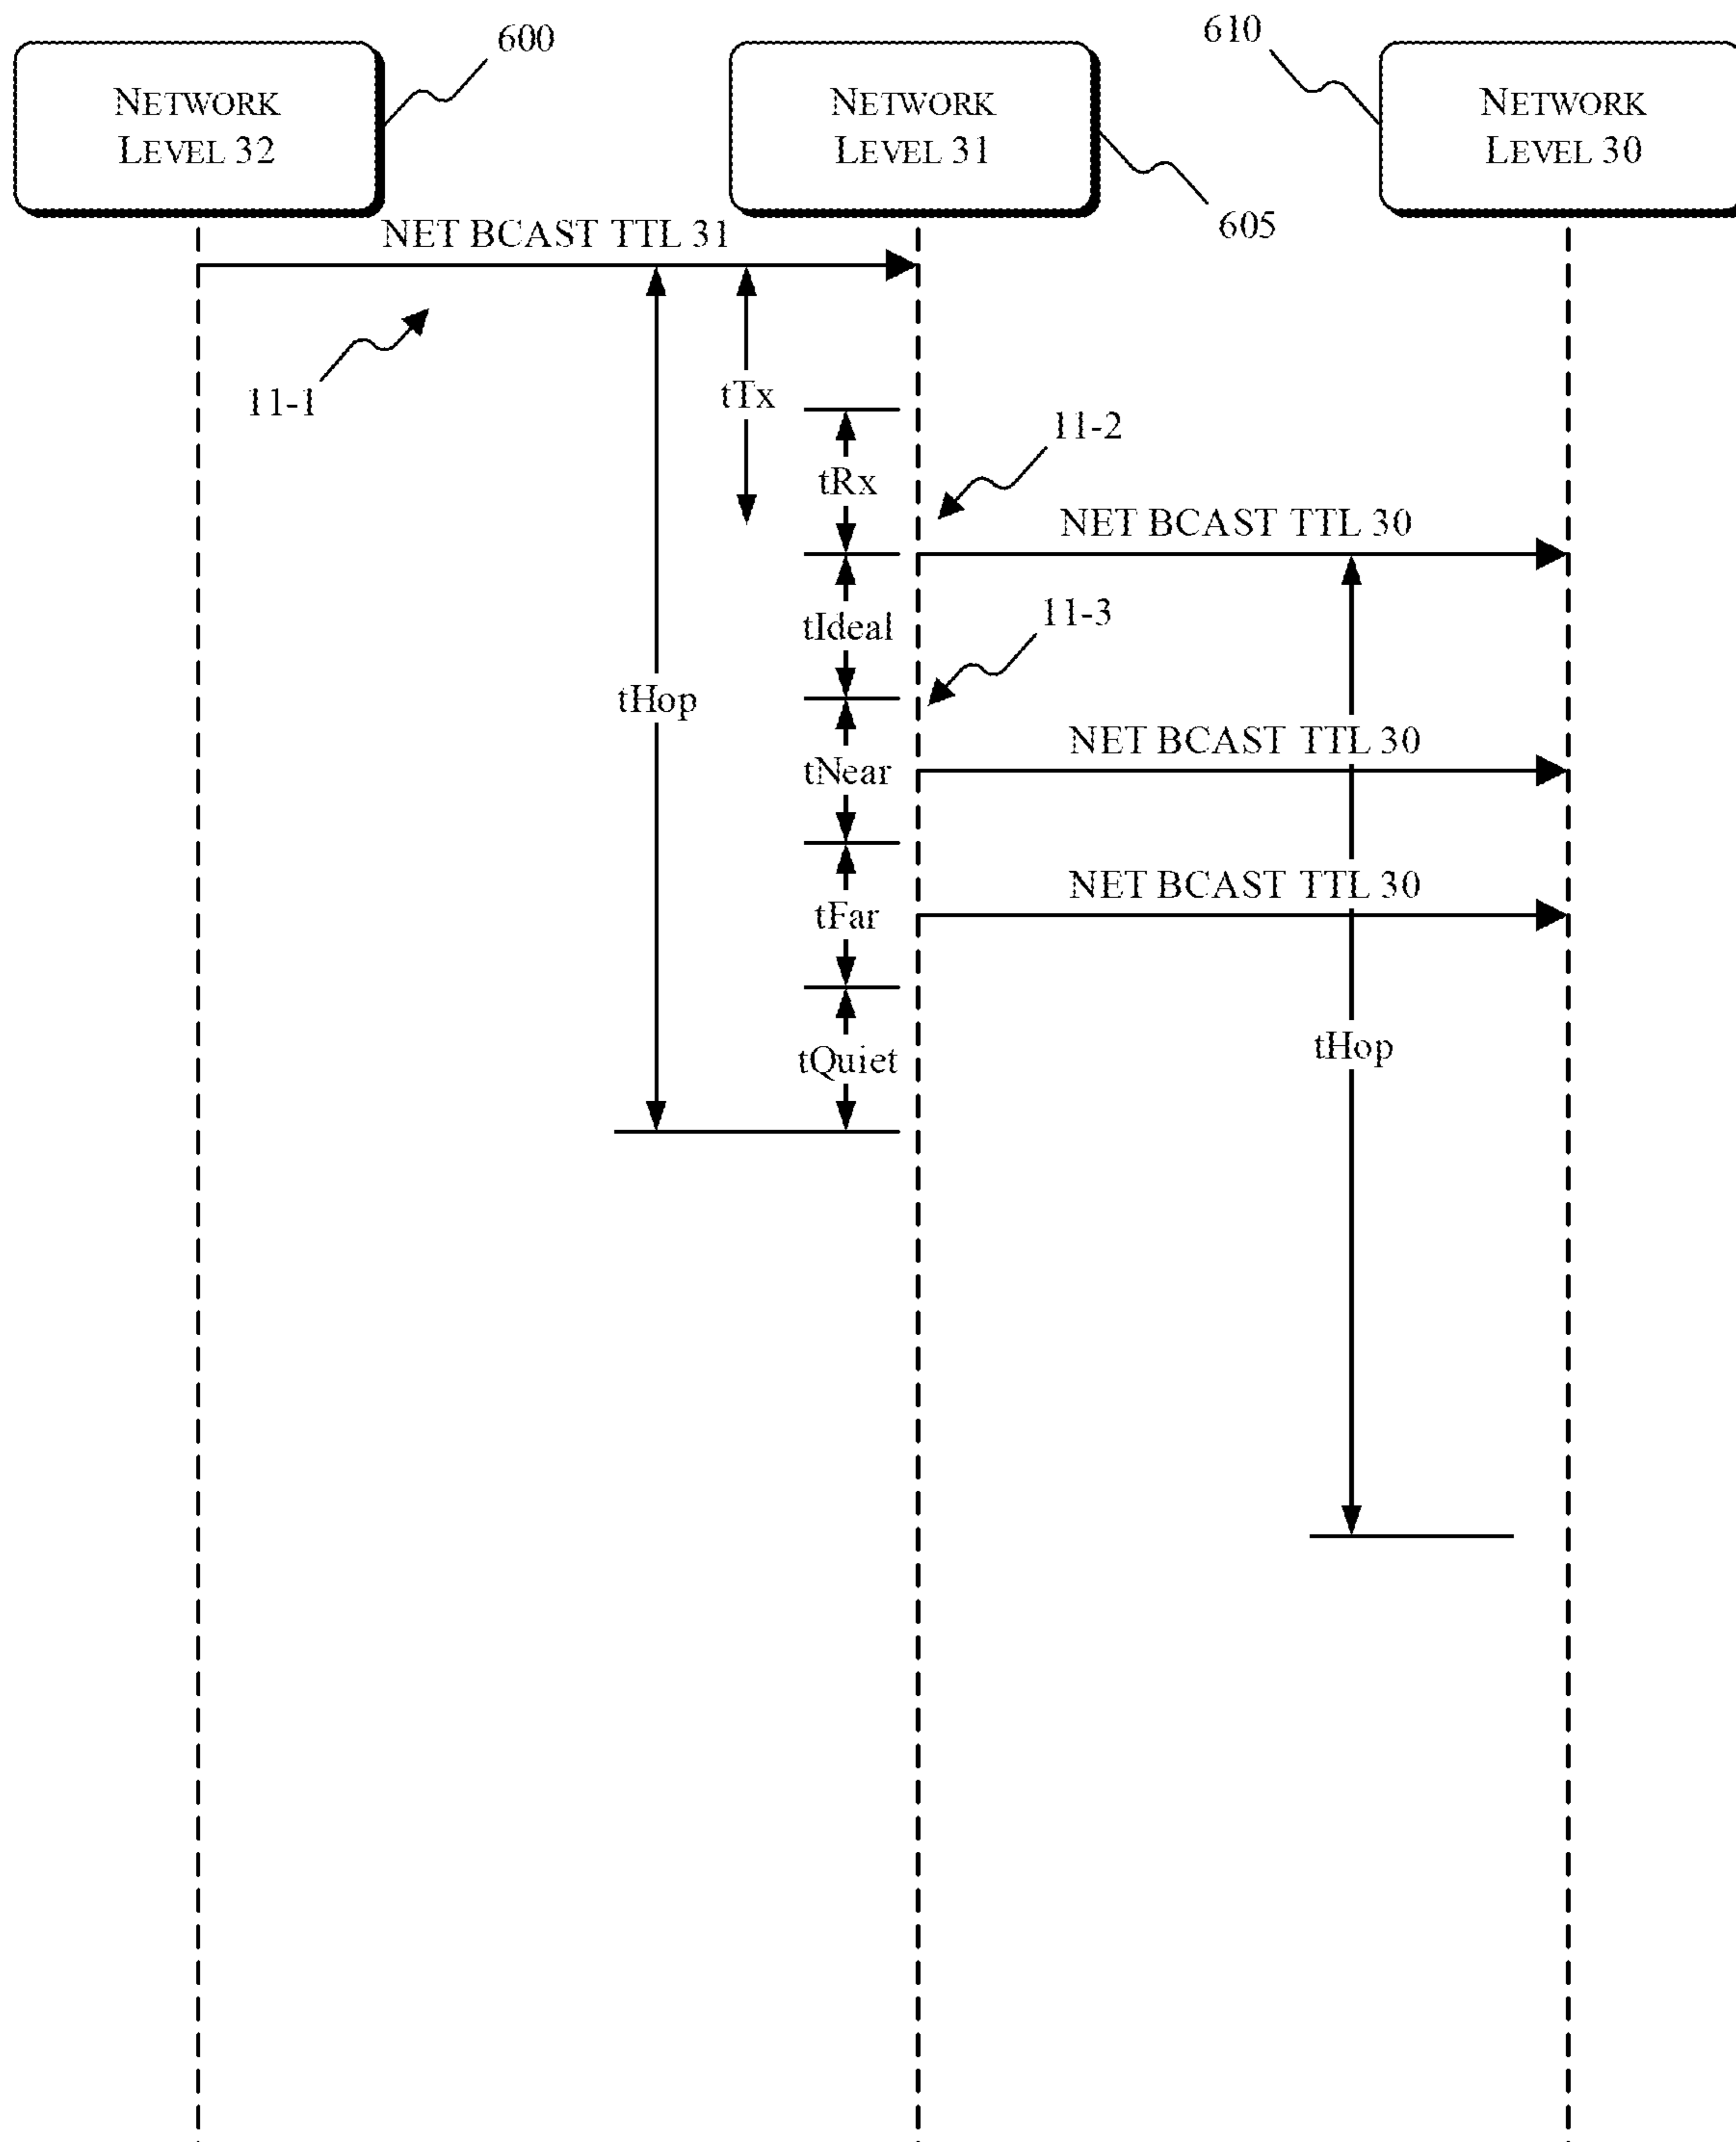 600
610
NETWORK
LEVEL 32
NETWORK
LEVEL 31
NETWORK
LEVEL 30
605
NET BCAST TTL 31
11-1
tTx
11-2
tRx
NET BCAST TTL 30
11-3
tIdeal
tHop
NET BCAST TTL 30
tNear
NET BCAST TTL 30
tFar
tHop
tQuiet